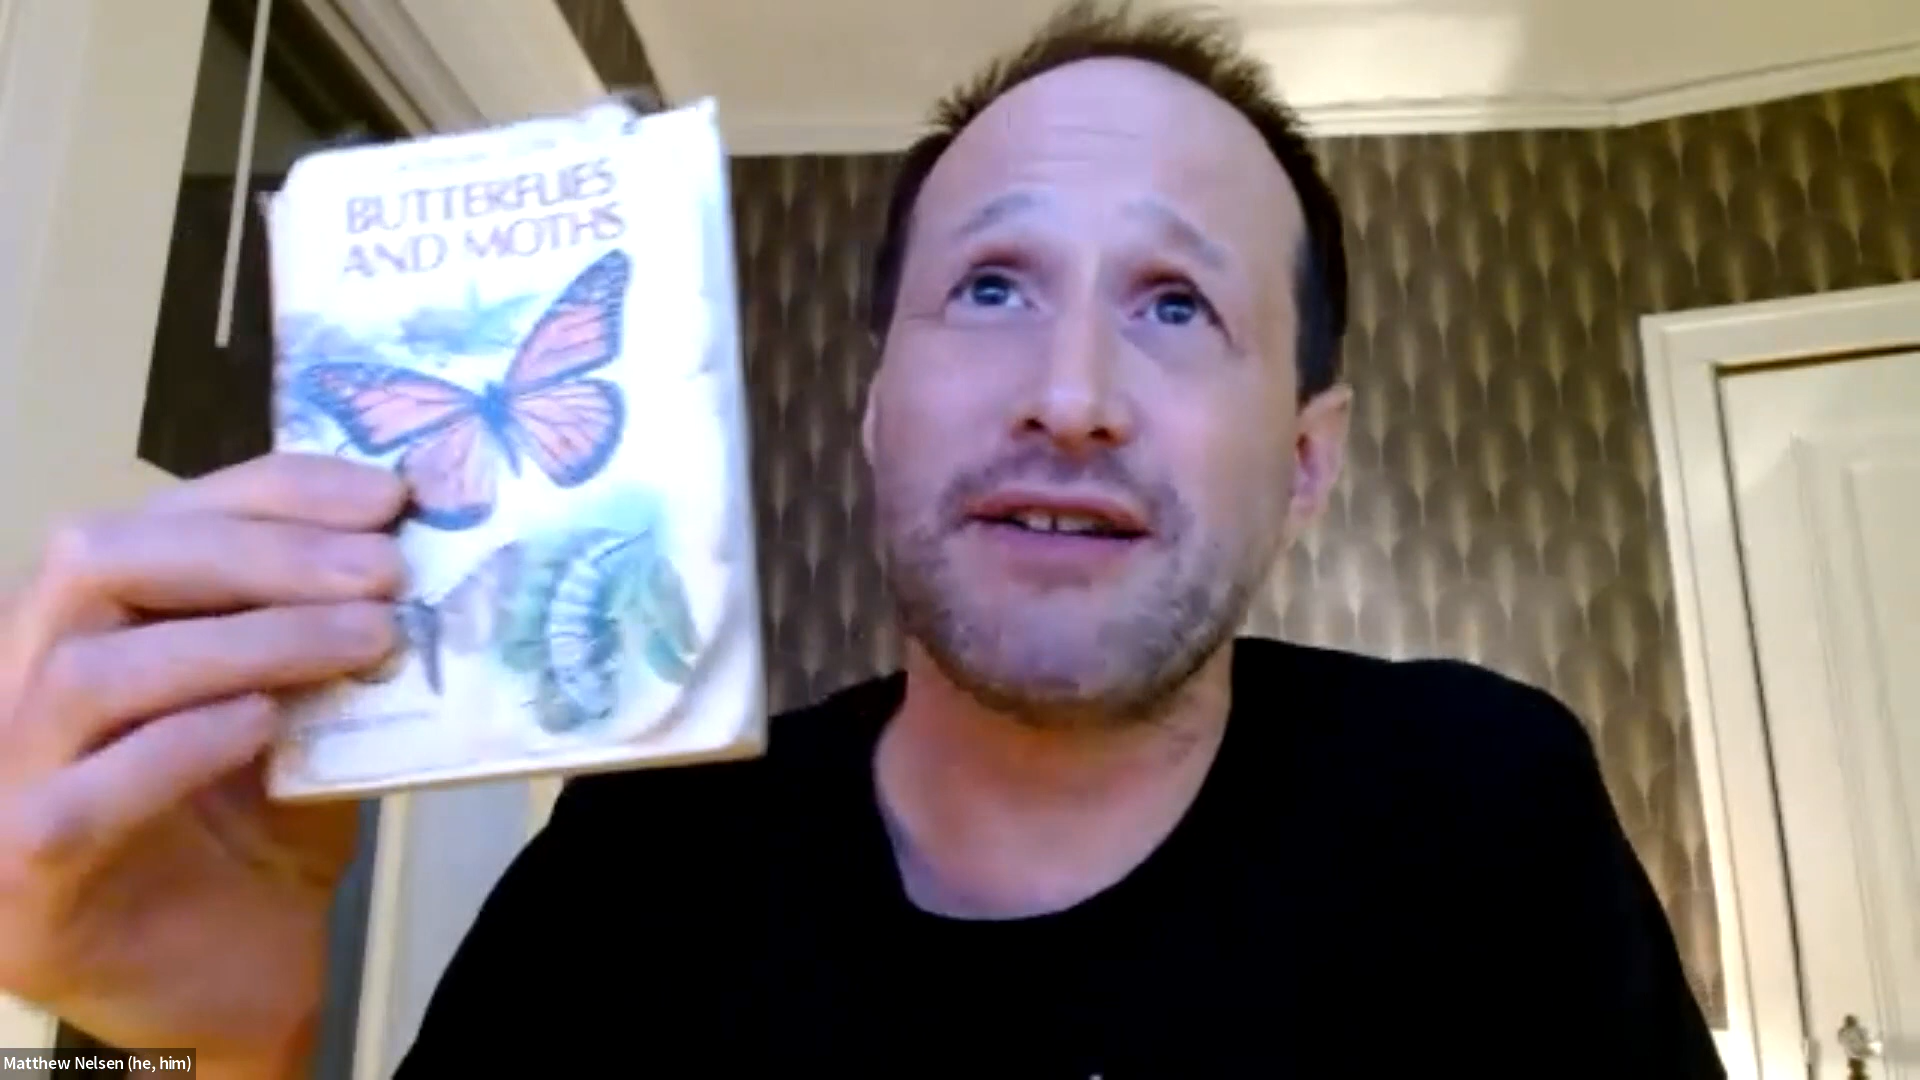 BUTTERFLIES
AND MOTHS
Matthew Nelsen (he, him)